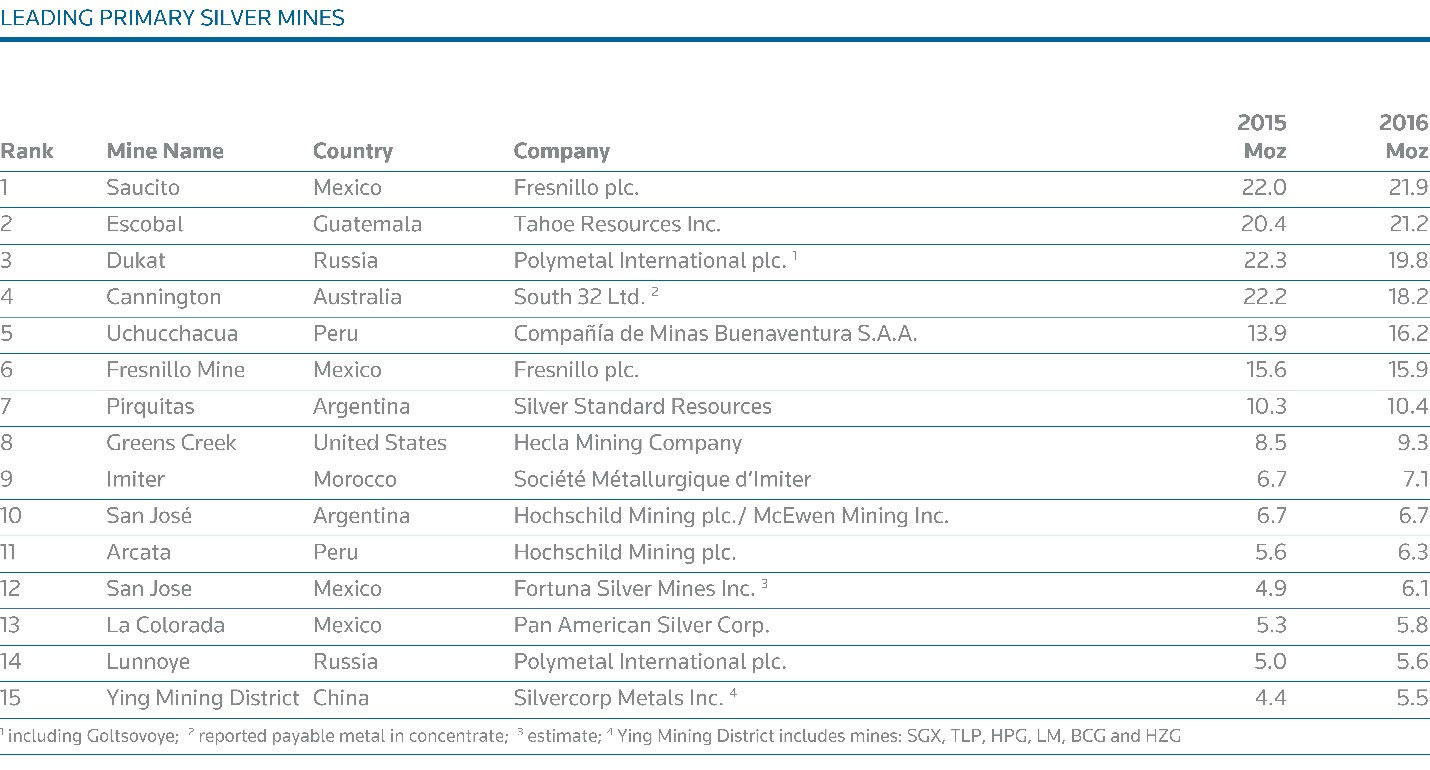 LEADING PRIMARY SILVER MINES
2015 2016
Rank Mine Name Country Company Moz Moz
1 Saucito Mexico Fresnillo plc. 22.0 21.9
2 Escobal Guatemala Tahoe Resources Inc. 20.4 21.2
3 Dukat Russia Polymetal International plc. ¹ 22.3 19.8
4 Cannington Australia South 32 Ltd. ² 22.2 18.2
5 Uchucchacua Peru Compañía de Minas Buenaventura S.A.A. 13.9 16.2
6 Fresnillo Mine Mexico Fresnillo plc. 15.6 15.9
7 Pirquitas Argentina Silver Standard Resources 10.3 10.4
8 Greens Creek United States Hecla Mining Company 8.5 9.3
9 Imiter Morocco Société Métallurgique d'Imiter 6.7 7.1
10 San José Argentina Hochschild Mining plc./ McEwen Mining Inc. 6.7 6.7
11 Arcata Peru Hochschild Mining plc. 5.6 6.3
12 San Jose Mexico Fortuna Silver Mines Inc. ³ 4.9 6.1
13 La Colorada Mexico Pan American Silver Corp. 5.3 5.8
14 Lunnoye Russia Polymetal International plc. 5.0 5.6
15 Ying Mining District China Silvercorp Metals Inc. ⁴ 4.4 5.5
¹ including Goltsovoye; ² reported payable metal in concentrate; ³ estimate; ⁴ Ying Mining District includes mines: SGX, TLP, HPG, LM, BCG and HZG